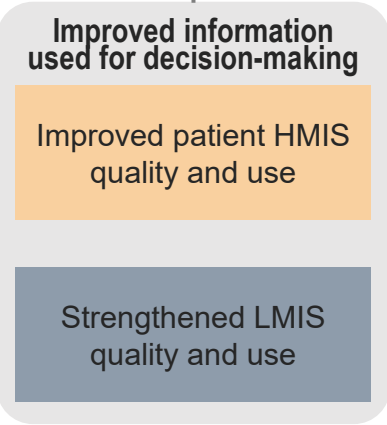 Improved information
used for decision-making
Improved patient HMIS
quality and use
Strengthened LMIS
quality and use